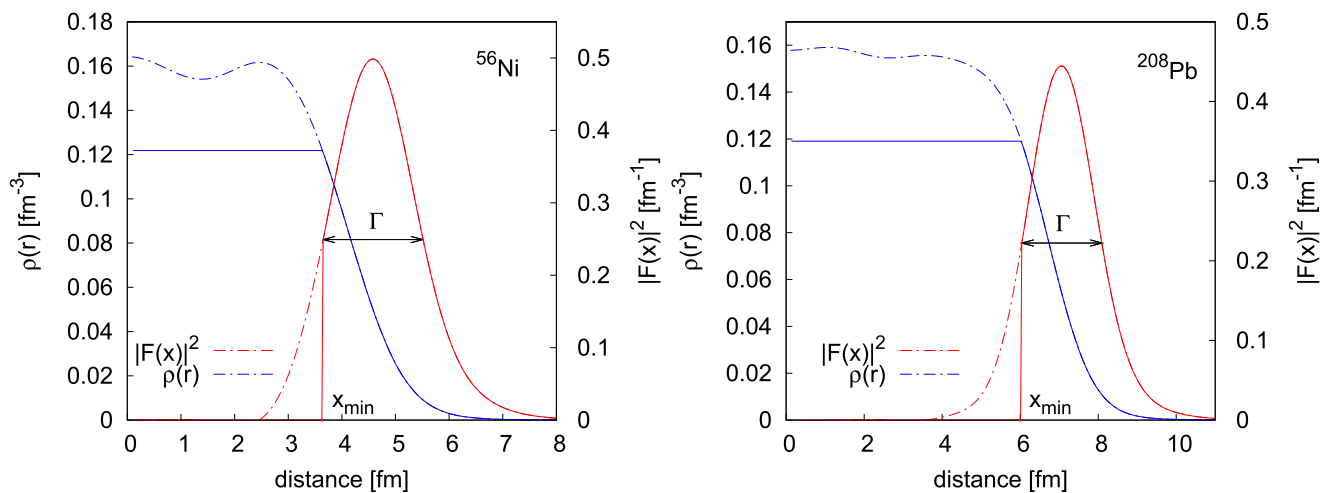 0.18
0.16
0.14
0.12
0.1
0.08
0.06
0.04
0.02
0
ρ(r) [fm⁻³]
⁵⁶Ni
Γ
|F(x)|²
ρ(r)
x_min
0.5
0.4
0.3
0.2
0.1
0
|F(x)|² [fm⁻¹]
0 1 2 3 4 5 6 7 8
distance [fm]
0.16
0.14
0.12
0.1
0.08
0.06
0.04
0.02
0
ρ(r) [fm⁻³]
²⁰⁸Pb
Γ
|F(x)|²
ρ(r)
x_min
0.5
0.4
0.3
0.2
0.1
0
|F(x)|² [fm⁻¹]
0 2 4 6 8 10
distance [fm]